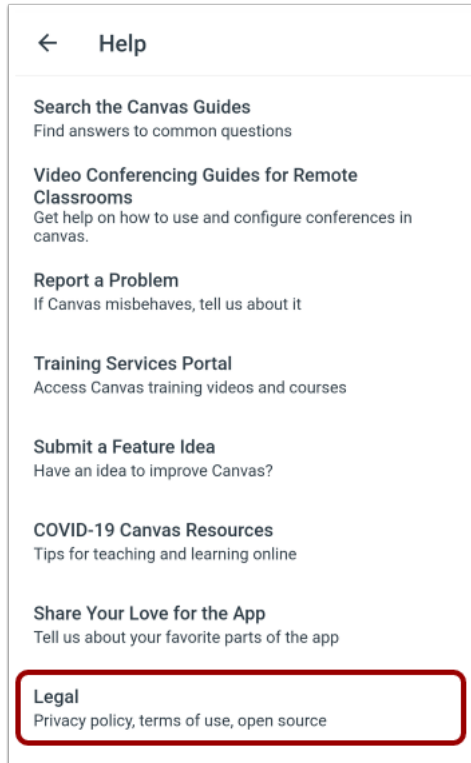 Help
Search the Canvas Guides
Find answers to common questions
Video Conferencing Guides for Remote
Classrooms
Get help on how to use and configure conferences in
canvas.
Report a Problem
If Canvas misbehaves, tell us about it
Training Services Portal
Access Canvas training videos and courses
Submit a Feature Idea
Have an idea to improve Canvas?
COVID-19 Canvas Resources
Tips for teaching and learning online
Share Your Love for the App
Tell us about your favorite parts of the app
Legal
Privacy policy, terms of use, open source